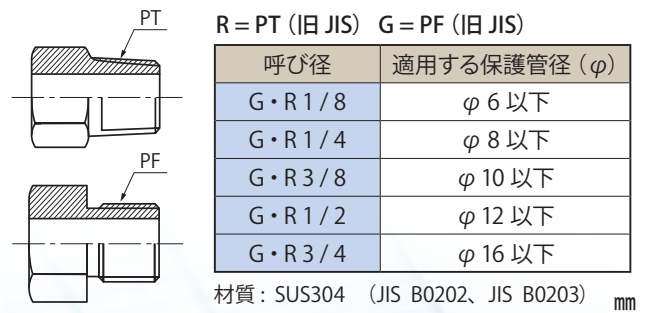 PT
PF
R = PT（旧 JIS） G = PF（旧 JIS）
呼び径 適用する保護管径（φ）
G・R 1 / 8 φ 6 以下
G・R 1 / 4 φ 8 以下
G・R 3 / 8 φ 10 以下
G・R 1 / 2 φ 12 以下
G・R 3 / 4 φ 16 以下
材質 : SUS304 （JIS B0202、JIS B0203） mm